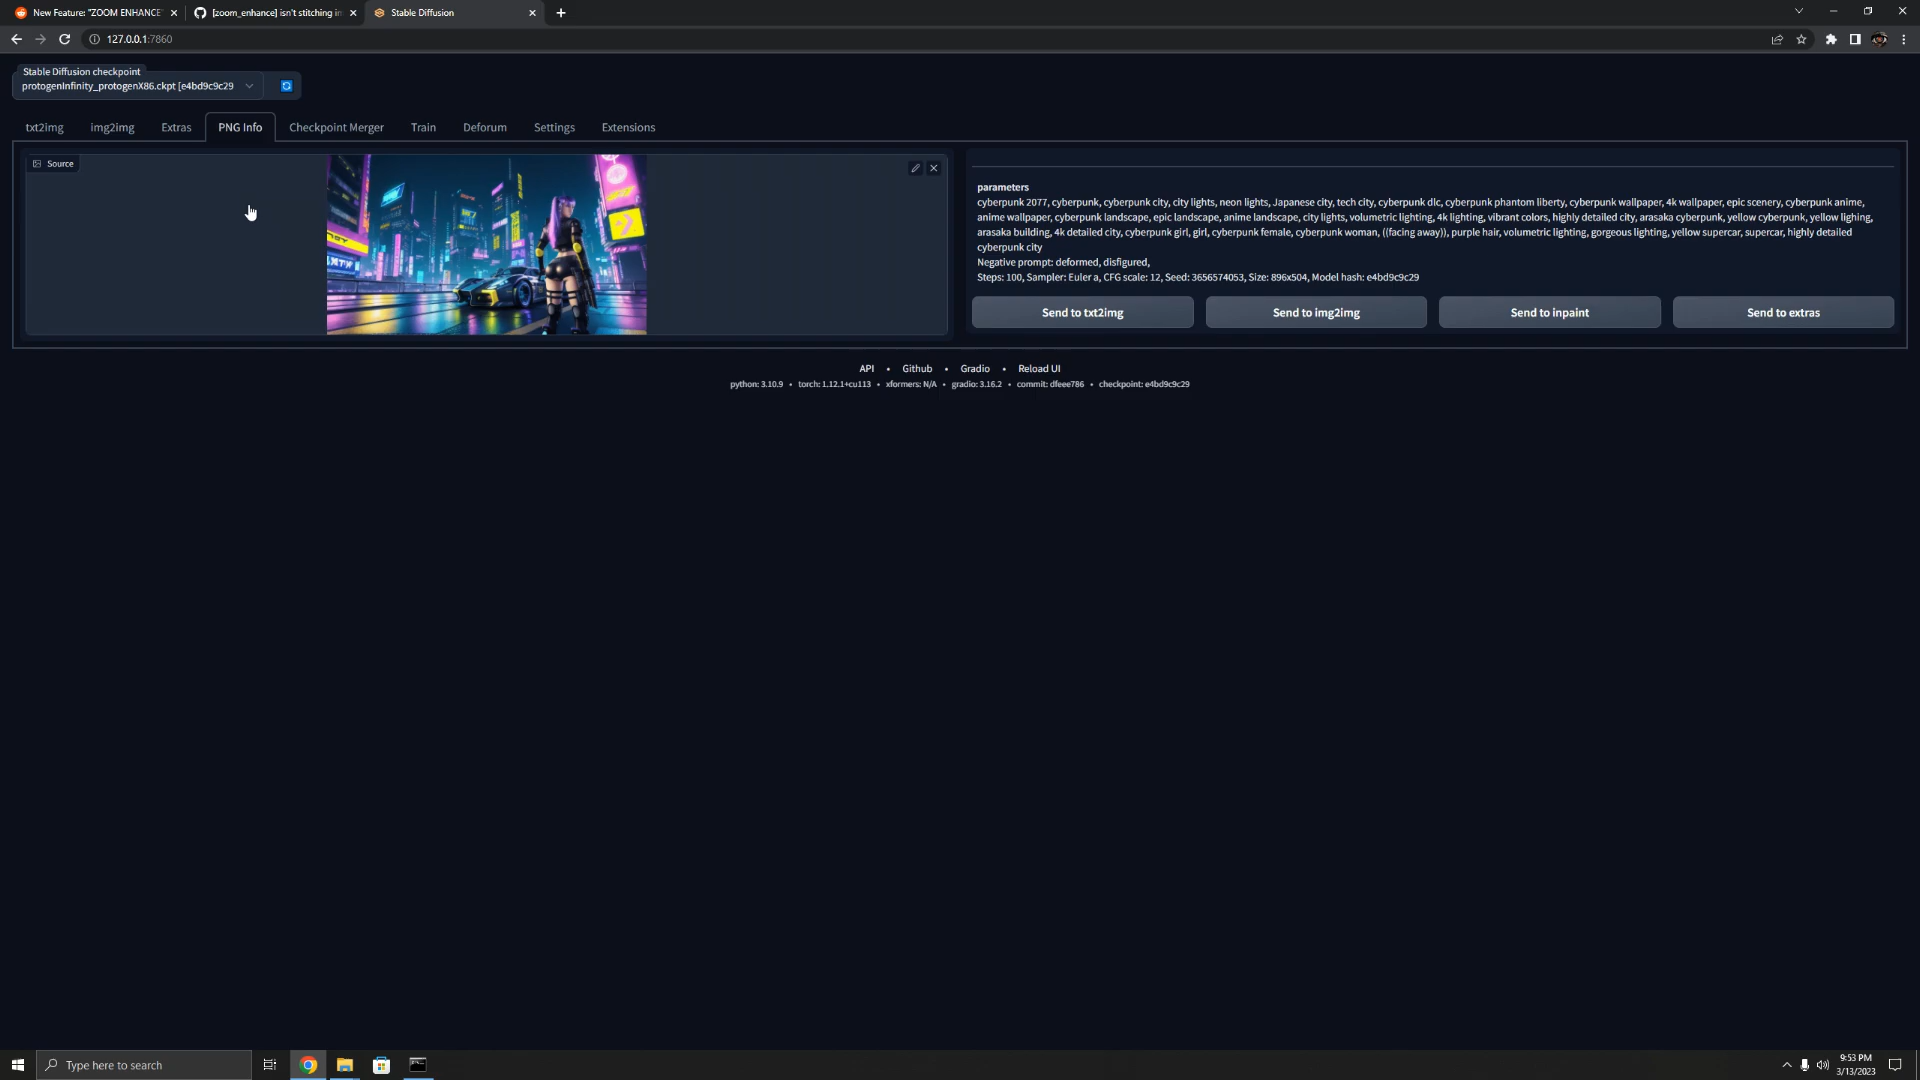 New Feature: "ZOOM ENHANCE"
[zoom_enhance] isn't stitching in
Stable Diffusion
127.0.0.1:7860
Stable Diffusion checkpoint
protogenInfinity_protogenX86.ckpt [e4bd9c9c29
txt2img
img2img
Extras
PNG Info
Checkpoint Merger
Train
Deforum
Settings
Extensions
Source
parameters
cyberpunk 2077, cyberpunk, cyberpunk city, city lights, neon lights, Japanese city, tech city, cyberpunk dlc, cyberpunk phantom liberty, cyberpunk wallpaper, 4k wallpaper, epic scenery, cyberpunk anime,
anime wallpaper, cyberpunk landscape, epic landscape, anime landscape, city lights, volumetric lighting, 4k lighting, vibrant colors, highly detailed city, arasaka cyberpunk, yellow cyberpunk, yellow lighing,
arasaka building, 4k detailed city, cyberpunk girl, girl, cyberpunk female, cyberpunk woman, ((facing away)), purple hair, volumetric lighting, gorgeous lighting, yellow supercar, supercar, highly detailed
cyberpunk city
Negative prompt: deformed, disfigured,
Steps: 100, Sampler: Euler a, CFG scale: 12, Seed: 3656574053, Size: 896x504, Model hash: e4bd9c9c29
Send to txt2img
Send to img2img
Send to inpaint
Send to extras
API • Github • Gradio • Reload UI
python: 3.10.9 • torch: 1.12.1+cu113 • xformers: N/A • gradio: 3.16.2 • commit: dfeee786 • checkpoint: e4bd9c9c29
Type here to search
9:53 PM
3/13/2023